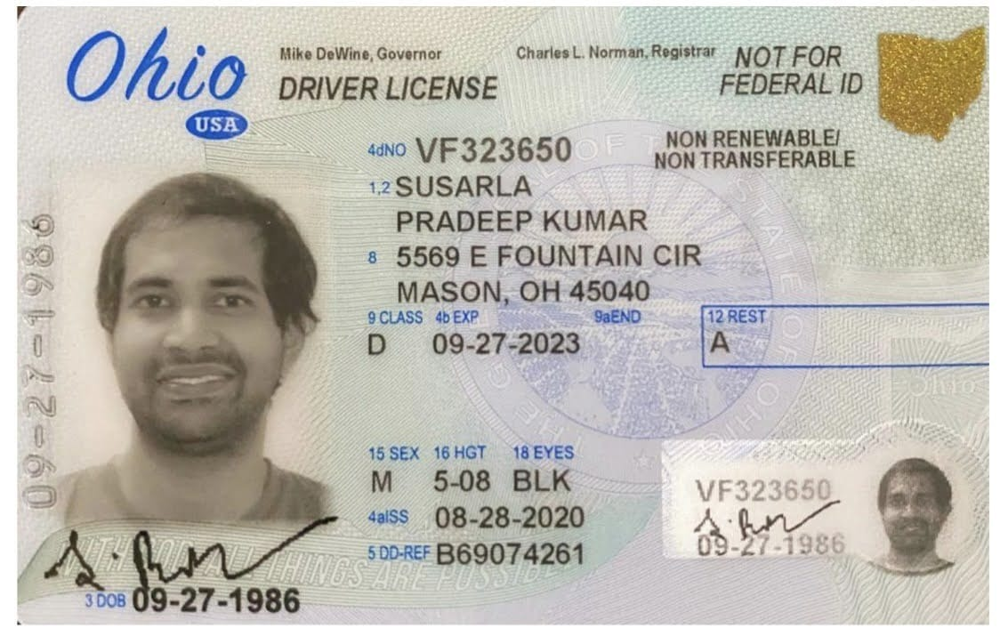 Ohio
USA
Mike DeWine, Governor
Charles L. Norman, Registrar
DRIVER LICENSE
NOT FOR
FEDERAL ID
NON RENEWABLE/
NON TRANSFERABLE
4dNO VF323650
1,2 SUSARLA
PRADEEP KUMAR
8 5569 E FOUNTAIN CIR
MASON, OH 45040
9 CLASS 4b EXP 9aEND 12 REST
D 09-27-2023 A
15 SEX 16 HGT 18 EYES
M 5-08 BLK
4aISS 08-28-2020
5 DD-REF B69074261
3 DOB 09-27-1986
09-27-1986
VF323650
09-27-1986
Ohio
WITH GOD ALL THINGS ARE POSSIBLE